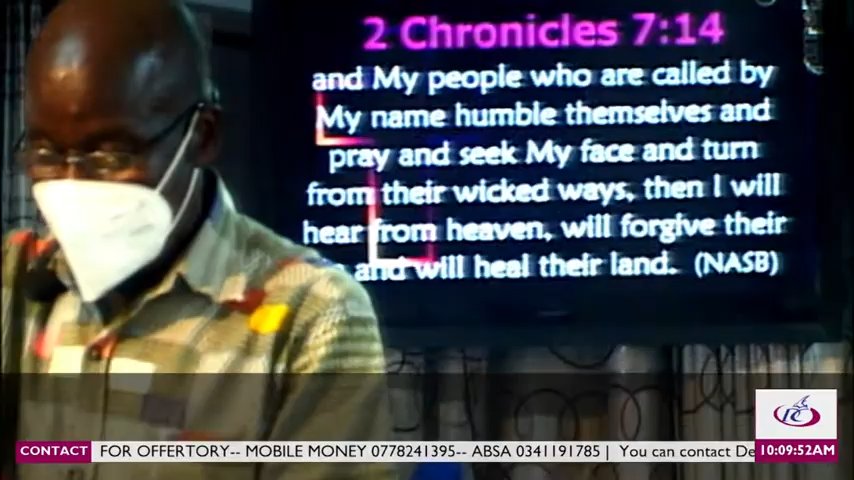 2 Chronicles 7:14
and My people who are called by
My name humble themselves and
pray and seek My face and turn
from their wicked ways, then I will
hear from heaven, will forgive their
and will heal their land. (NASB)
CONTACT FOR OFFERTORY-- MOBILE MONEY 0778241395-- ABSA 0341191785 | You can contact De
10:09:52AM